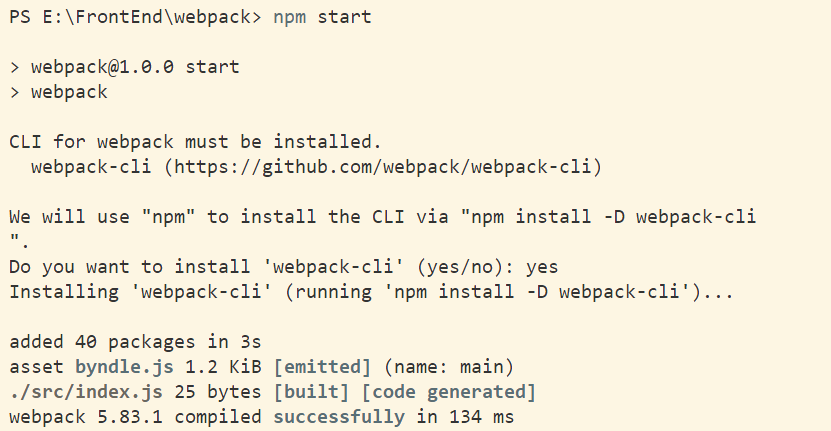 PS E:\FrontEnd\webpack> npm start
> webpack@1.0.0 start
> webpack
CLI for webpack must be installed.
webpack-cli (https://github.com/webpack/webpack-cli)
We will use "npm" to install the CLI via "npm install -D webpack-cli
".
Do you want to install 'webpack-cli' (yes/no): yes
Installing 'webpack-cli' (running 'npm install -D webpack-cli')...
added 40 packages in 3s
asset byndle.js 1.2 KiB [emitted] (name: main)
./src/index.js 25 bytes [built] [code generated]
webpack 5.83.1 compiled successfully in 134 ms